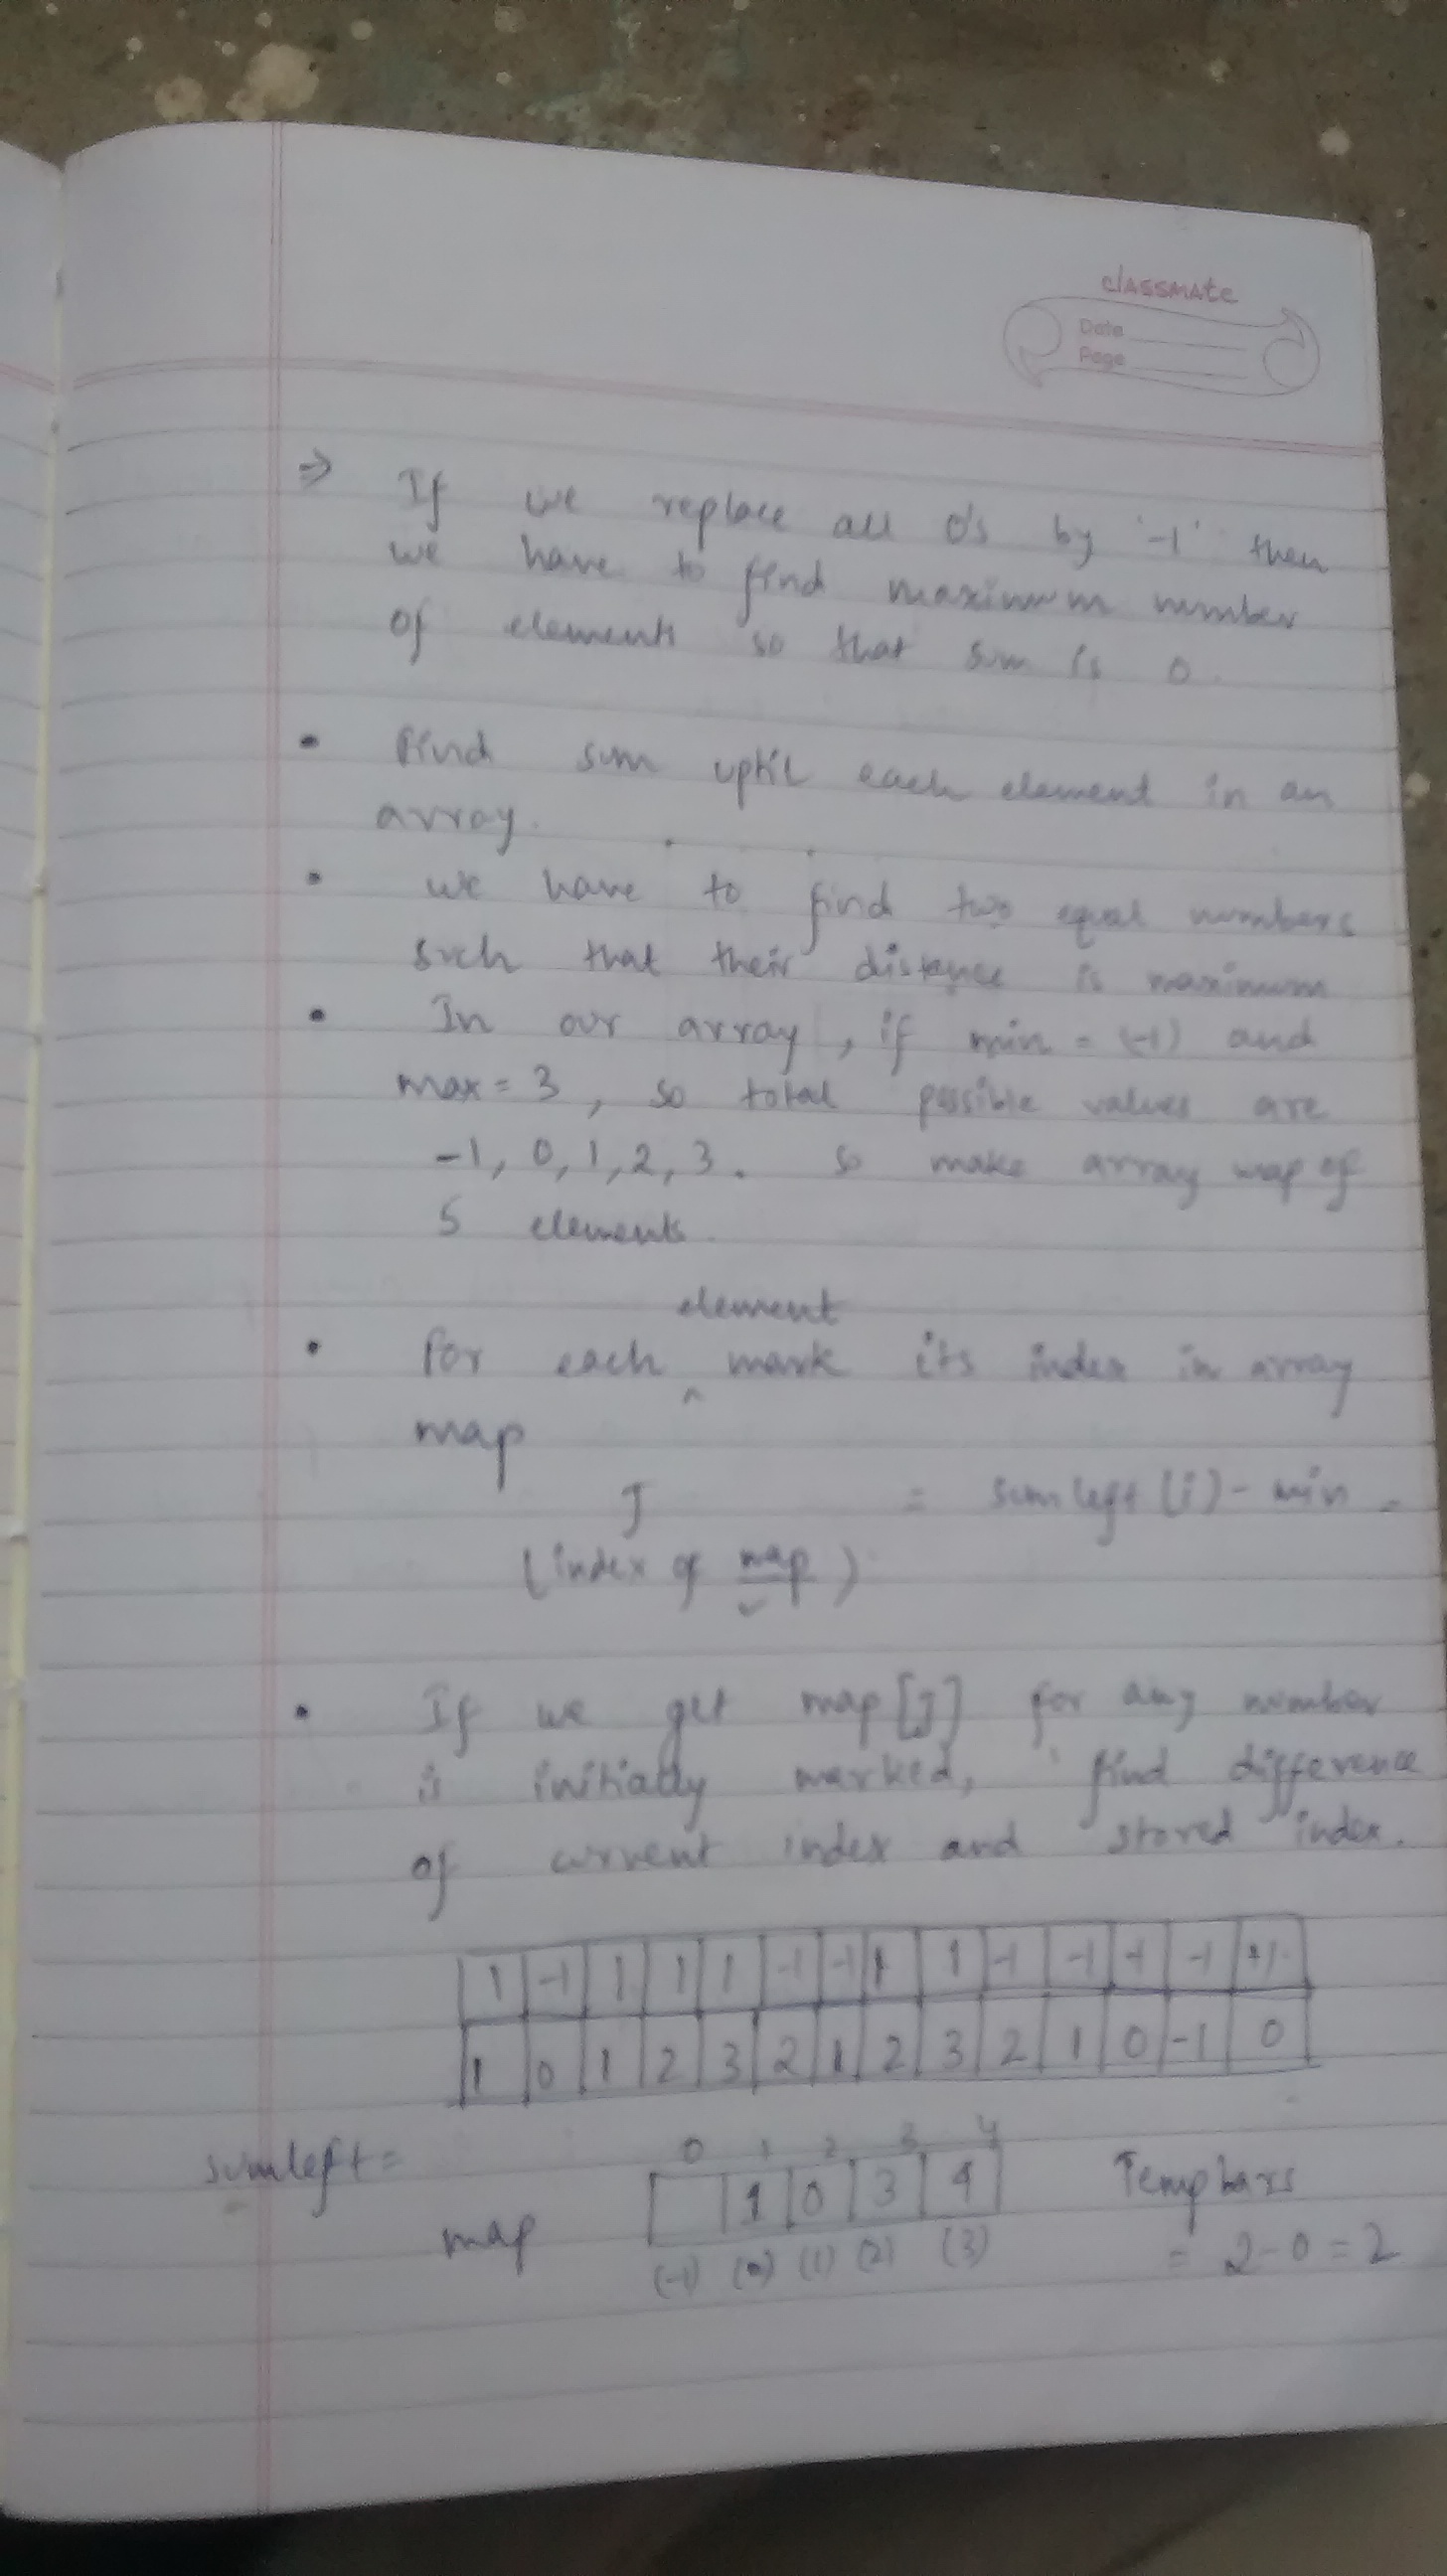 classmate
Date
Page
⇒ If we replace all 0's by '-1' then
we have to find maximum number
of elements so that sum is 0.
• Find sum uptil each element in an
array.
• we have to find two equal numbers
such that their distance is maximum
• In our array, if min = (-1) and
max = 3, so total possible values are
-1, 0, 1, 2, 3. so make array map of
5 elements.
element
• For each ^ mark its index in array
map
J = sumleft (i) - min
(index of map)
• If we get map [J] for any number
is initially marked, find difference
of current index and stored index.
1 -1 1 1 1 -1 -1 1 1 -1 -1 -1 -1 +1
1 0 1 2 3 2 1 2 3 2 1 0 -1 0
sumleft =
0 1 2 3 4
map 1 0 3 4
(-1) (0) (1) (2) (3)
= 2-0 = 2